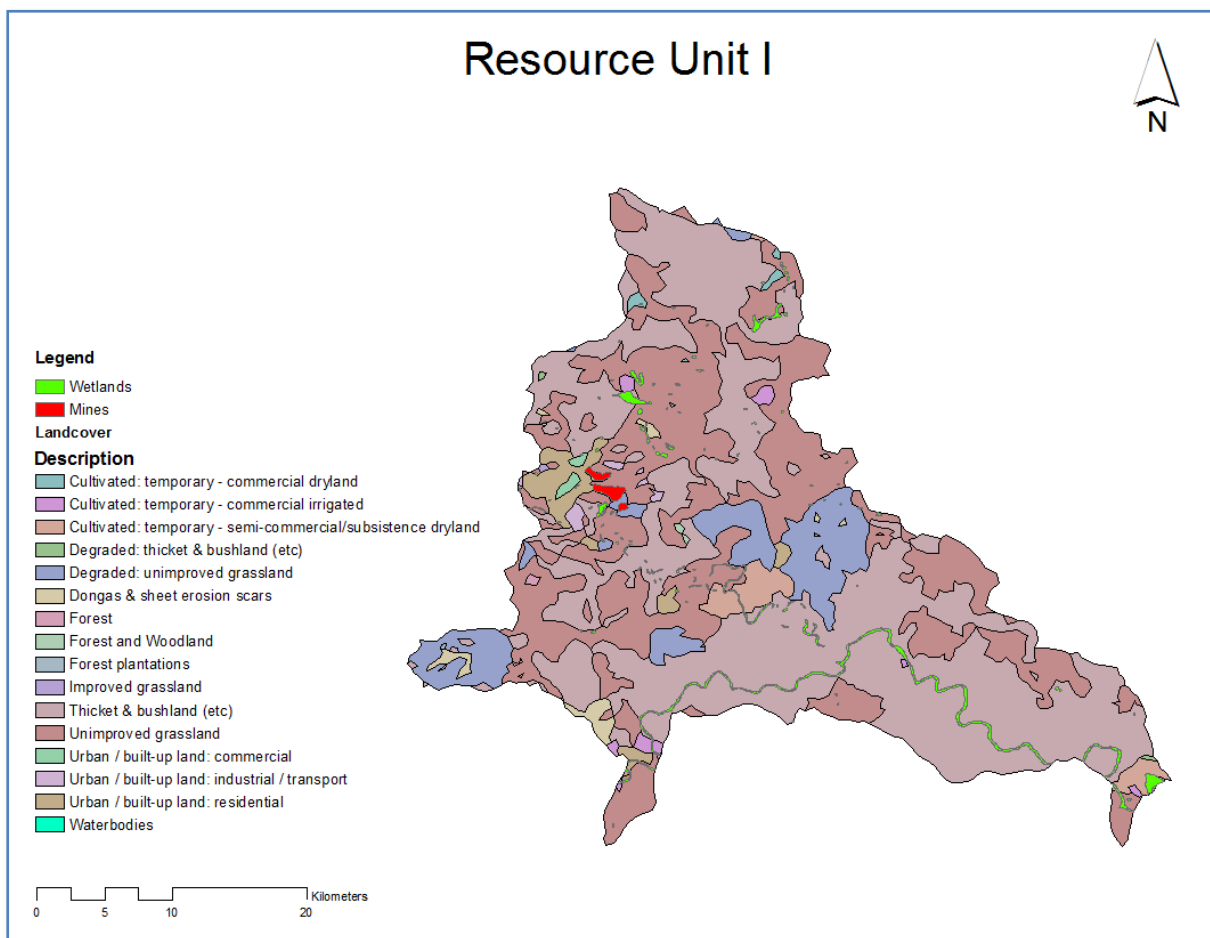 Resource Unit I
N
Legend
Wetlands
Mines
Landcover
Description
Cultivated: temporary - commercial dryland
Cultivated: temporary - commercial irrigated
Cultivated: temporary - semi-commercial/subsistence dryland
Degraded: thicket & bushland (etc)
Degraded: unimproved grassland
Dongas & sheet erosion scars
Forest
Forest and Woodland
Forest plantations
Improved grassland
Thicket & bushland (etc)
Unimproved grassland
Urban / built-up land: commercial
Urban / built-up land: industrial / transport
Urban / built-up land: residential
Waterbodies
Kilometers
0 5 10 20